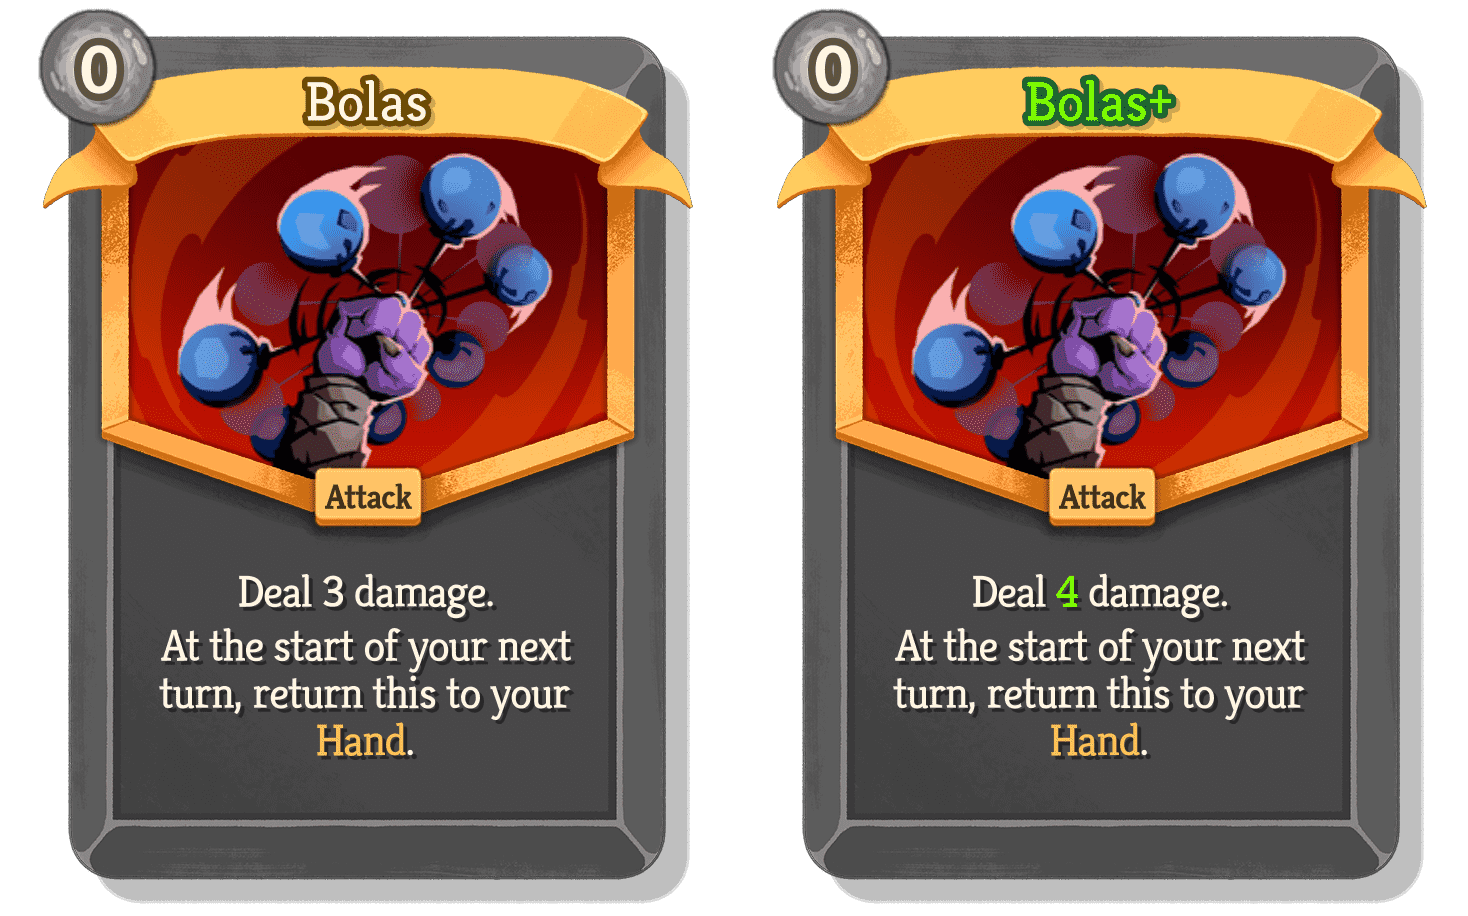 0
Bolas
Attack
Deal 3 damage.
At the start of your next
turn, return this to your
Hand.
0
Bolas+
Attack
Deal 4 damage.
At the start of your next
turn, return this to your
Hand.